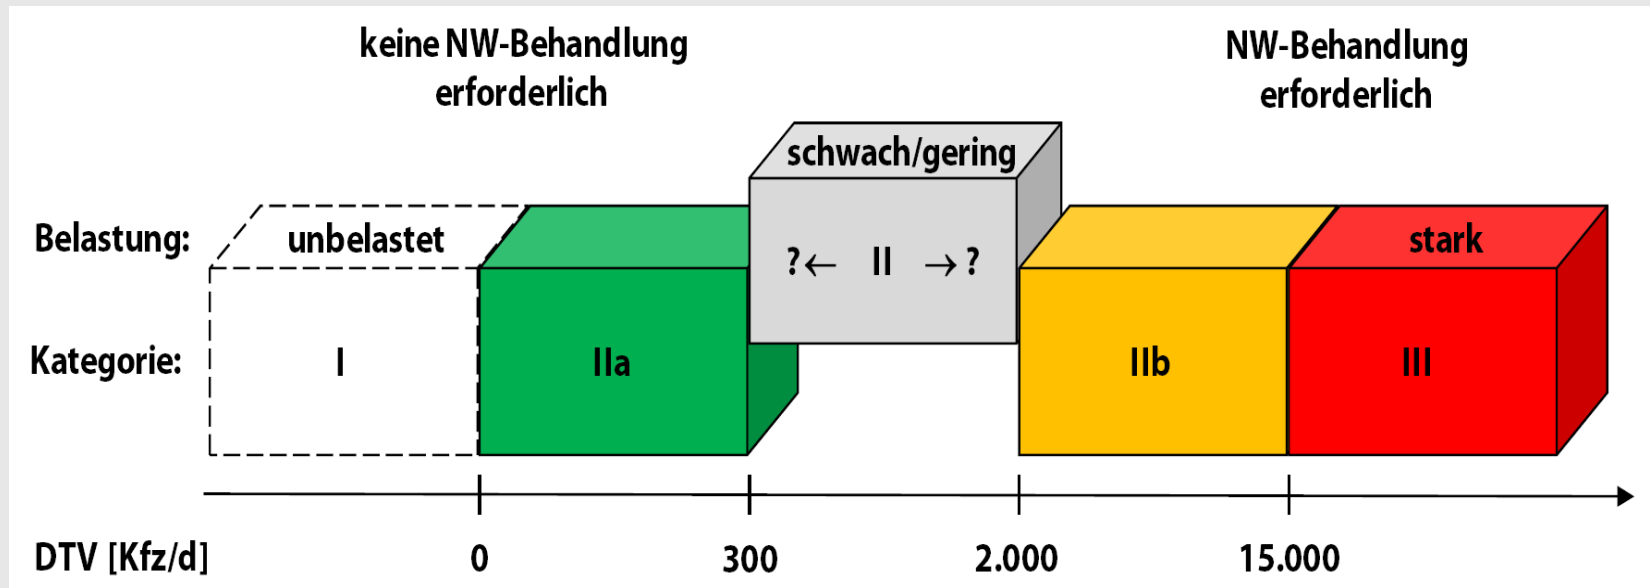 keine NW-Behandlung
erforderlich
NW-Behandlung
erforderlich
schwach/gering
Belastung:
unbelastet
stark
?← II →?
Kategorie:
I
IIa
IIb
III
DTV [Kfz/d]
0
300
2.000
15.000